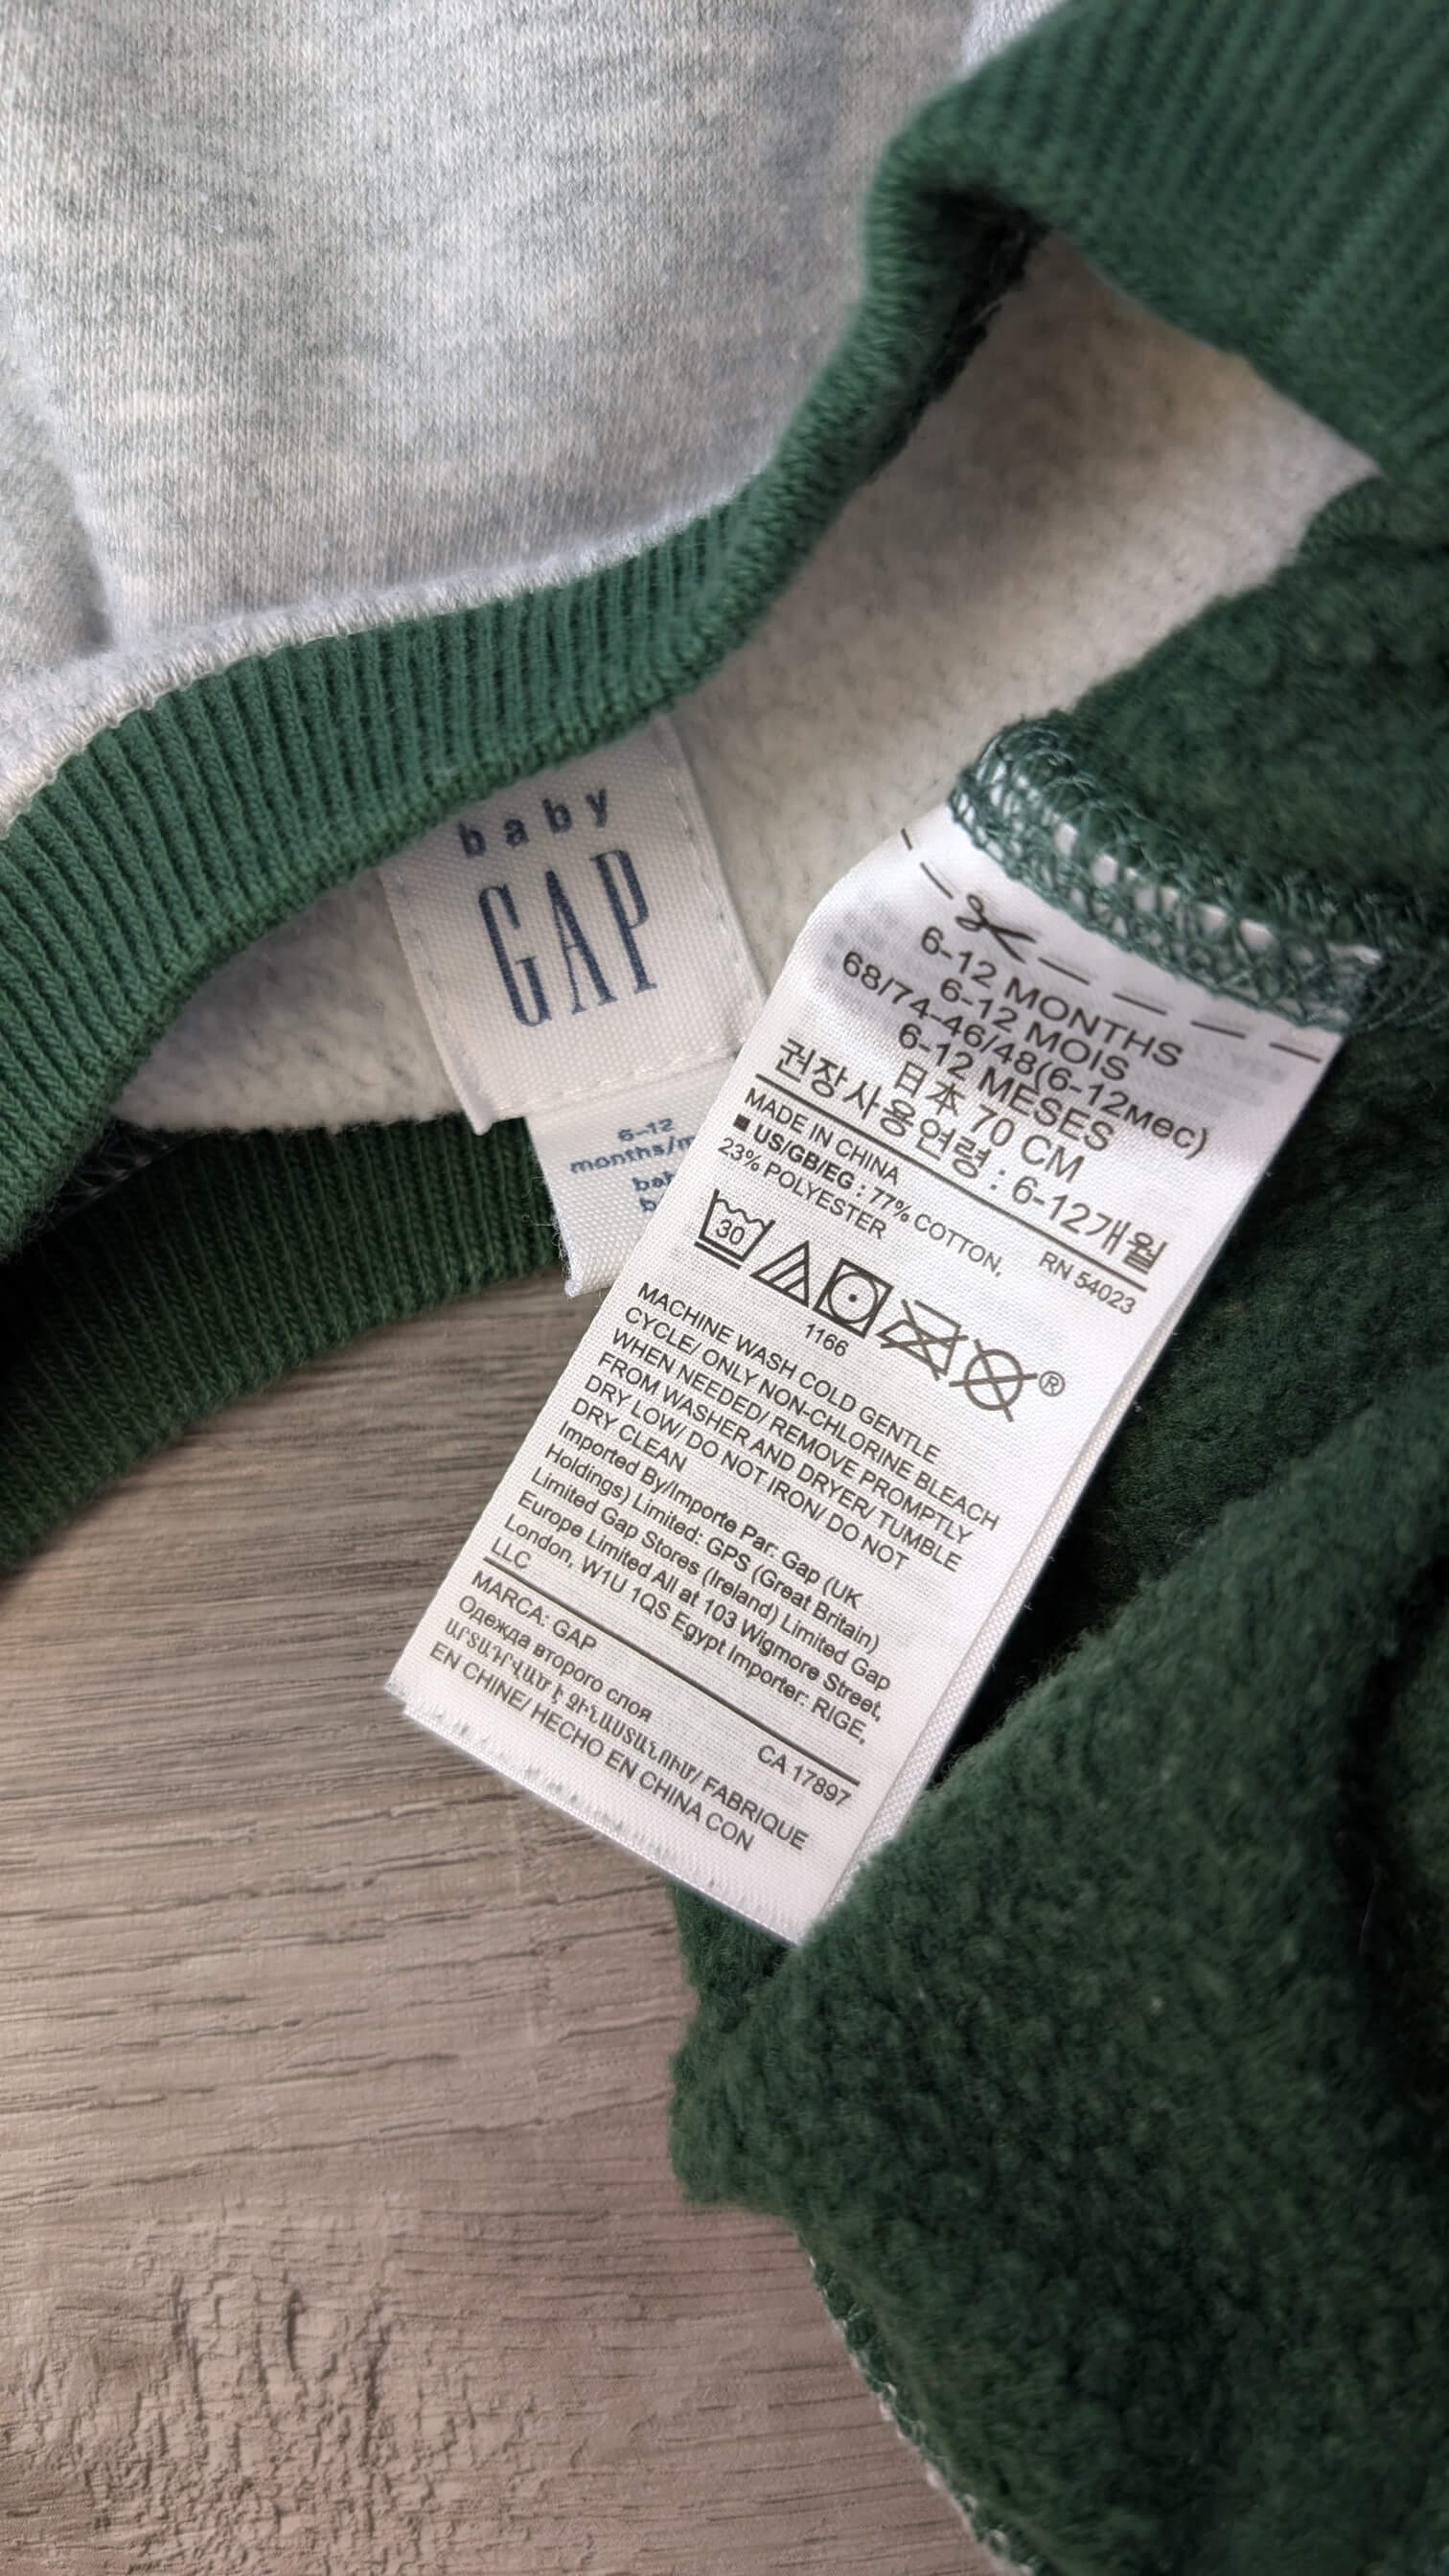 baby
GAP
6-12
months/m
6-12 MONTHS
6-12 MOIS
68/74-46/48(6-12мес)
6-12 MESES
日本 70 CM
권장사용연령 : 6-12개월
MADE IN CHINA RN 54023
■ US/GB/EG : 77% COTTON,
23% POLYESTER
30
1166
®
MACHINE WASH COLD GENTLE
CYCLE/ ONLY NON-CHLORINE BLEACH
WHEN NEEDED/ REMOVE PROMPTLY
FROM WASHER AND DRYER/ TUMBLE
DRY LOW/ DO NOT IRON/ DO NOT
DRY CLEAN
Imported By/Importe Par: Gap (UK
Holdings) Limited: GPS (Great Britain)
Limited Gap Stores (Ireland) Limited Gap
Europe Limited All at 103 Wigmore Street,
London, W1U 1QS Egypt Importer: RIGE,
LLC
MARCA: GAP CA 17897
Одежда второго слоя
ԱՐՏԱԴՐՎԱԾ Է ՉԻՆԱՍՏԱՆՈՒՄ/ FABRIQUE
EN CHINE/ HECHO EN CHINA CON